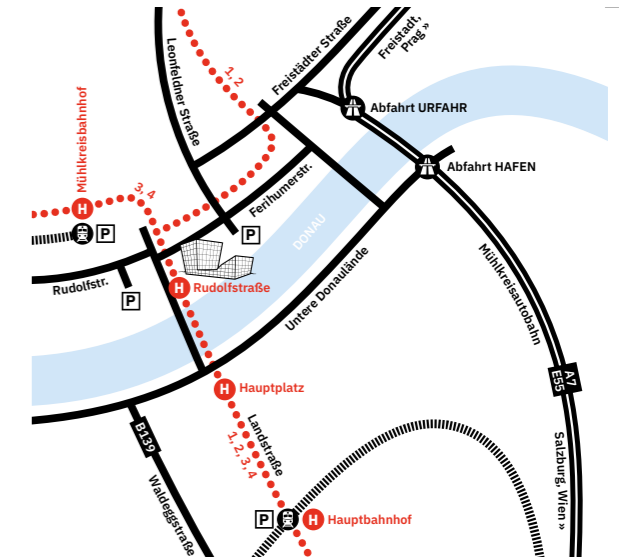 Freistädter Straße
Freistadt,
Prag »
Leonfeldner Straße
1, 2
Mühlkreisbahnhof
Abfahrt URFAHR
Abfahrt HAFEN
3, 4
H
P
Ferihumerstr.
P
DONAU
Rudolfstr.
P
H Rudolfstraße
Untere Donaulände
Mühlkreisautobahn
A7
E55
H Hauptplatz
B139
Landstraße
1, 2, 3, 4
Waldeggstraße
Salzburg, Wien »
P
H Hauptbahnhof